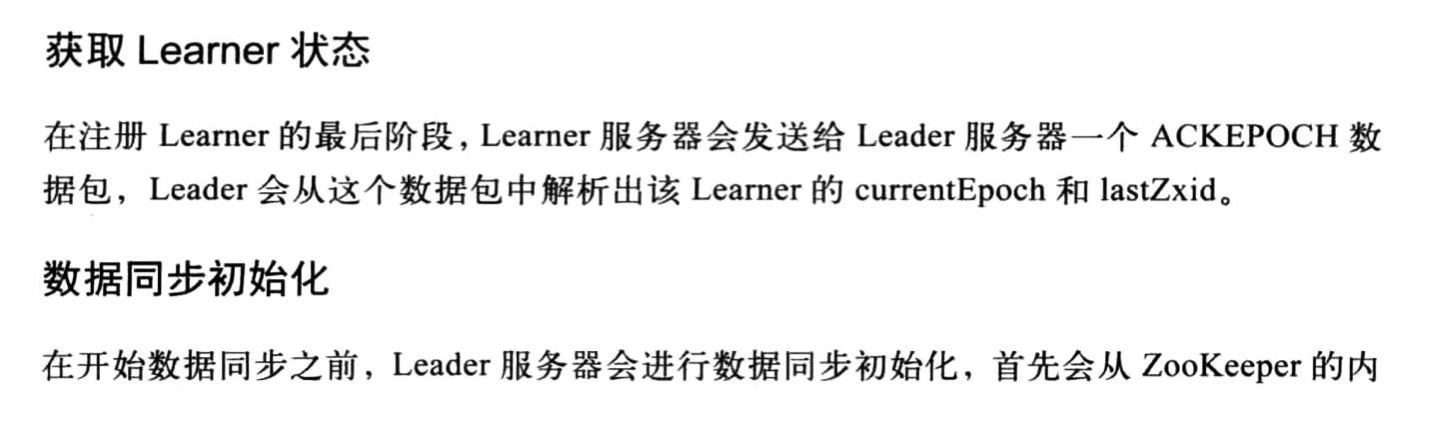 获取 Learner 状态
在注册 Learner 的最后阶段，Learner 服务器会发送给 Leader 服务器一个 ACKEPOCH 数
据包，Leader 会从这个数据包中解析出该 Learner 的 currentEpoch 和 lastZxid。
数据同步初始化
在开始数据同步之前，Leader 服务器会进行数据同步初始化，首先会从 ZooKeeper 的内